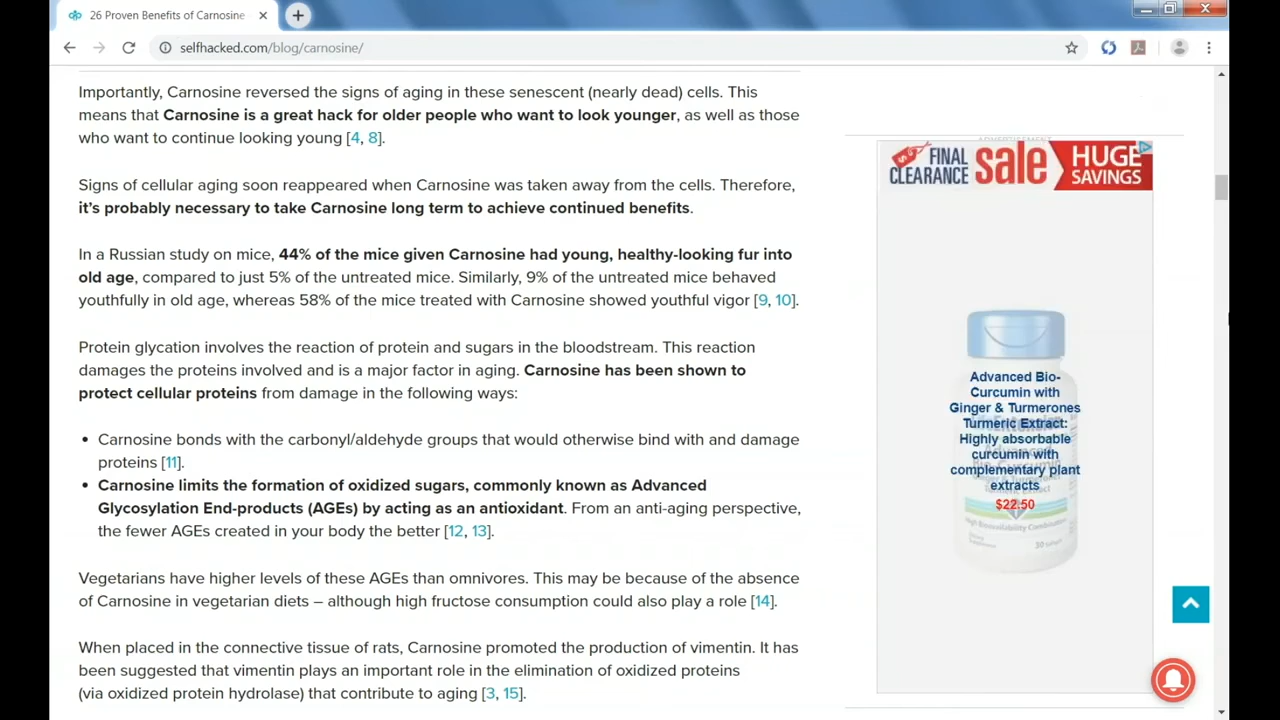 26 Proven Benefits of Carnosine
selfhacked.com/blog/carnosine/
Importantly, Carnosine reversed the signs of aging in these senescent (nearly dead) cells. This
means that Carnosine is a great hack for older people who want to look younger, as well as those
who want to continue looking young [4, 8].
Signs of cellular aging soon reappeared when Carnosine was taken away from the cells. Therefore,
it's probably necessary to take Carnosine long term to achieve continued benefits.
In a Russian study on mice, 44% of the mice given Carnosine had young, healthy-looking fur into
old age, compared to just 5% of the untreated mice. Similarly, 9% of the untreated mice behaved
youthfully in old age, whereas 58% of the mice treated with Carnosine showed youthful vigor [9, 10].
Protein glycation involves the reaction of protein and sugars in the bloodstream. This reaction
damages the proteins involved and is a major factor in aging. Carnosine has been shown to
protect cellular proteins from damage in the following ways:
• Carnosine bonds with the carbonyl/aldehyde groups that would otherwise bind with and damage
proteins [11].
• Carnosine limits the formation of oxidized sugars, commonly known as Advanced
Glycosylation End-products (AGEs) by acting as an antioxidant. From an anti-aging perspective,
the fewer AGEs created in your body the better [12, 13].
Vegetarians have higher levels of these AGEs than omnivores. This may be because of the absence
of Carnosine in vegetarian diets – although high fructose consumption could also play a role [14].
When placed in the connective tissue of rats, Carnosine promoted the production of vimentin. It has
been suggested that vimentin plays an important role in the elimination of oxidized proteins
(via oxidized protein hydrolase) that contribute to aging [3, 15].
ADVERTISEMENT
FINAL
CLEARANCE
sale
HUGE
SAVINGS
Advanced Bio-
Curcumin with
Ginger & Turmerones
Turmeric Extract:
Highly absorbable
curcumin with
complementary plant
extracts
$22.50